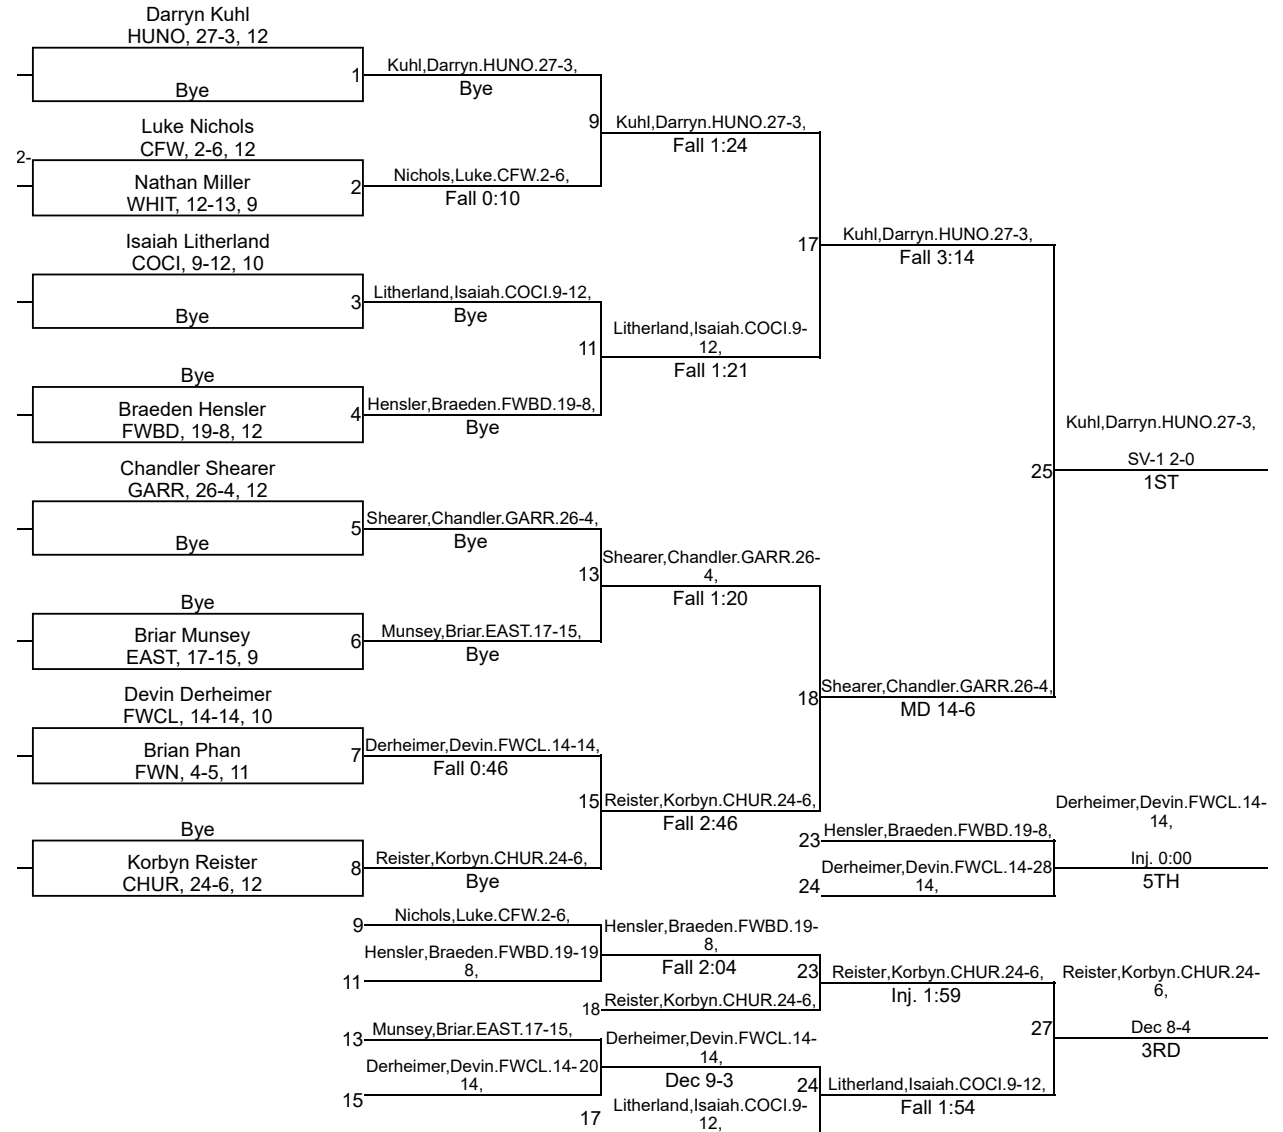 Darryn Kuhl
HUNO, 27-3, 12
1
Bye
Kuhl,Darryn.HUNO.27-3,
Bye
Luke Nichols
CFW, 2-6, 12
2-
Nathan Miller
WHIT, 12-13, 9
2
Nichols,Luke.CFW.2-6,
Fall 0:10
9
Kuhl,Darryn.HUNO.27-3,
Fall 1:24
Isaiah Litherland
COCI, 9-12, 10
3
Bye
Litherland,Isaiah.COCI.9-12,
Bye
Bye
Braeden Hensler
FWBD, 19-8, 12
4
Hensler,Braeden.FWBD.19-8,
Bye
11
Litherland,Isaiah.COCI.9-
12,
Fall 1:21
17
Kuhl,Darryn.HUNO.27-3,
Fall 3:14
Chandler Shearer
GARR, 26-4, 12
5
Bye
Shearer,Chandler.GARR.26-4,
Bye
Bye
Briar Munsey
EAST, 17-15, 9
6
Munsey,Briar.EAST.17-15,
Bye
13
Shearer,Chandler.GARR.26-
4,
Fall 1:20
Devin Derheimer
FWCL, 14-14, 10
Brian Phan
FWN, 4-5, 11
7
Derheimer,Devin.FWCL.14-14,
Fall 0:46
Bye
Korbyn Reister
CHUR, 24-6, 12
8
Reister,Korbyn.CHUR.24-6,
Bye
15
Reister,Korbyn.CHUR.24-6,
Fall 2:46
18
Shearer,Chandler.GARR.26-4,
MD 14-6
25
Kuhl,Darryn.HUNO.27-3,
SV-1 2-0
1ST
23
Hensler,Braeden.FWBD.19-8,
24
Derheimer,Devin.FWCL.14-28
14,
Derheimer,Devin.FWCL.14-
14,
Inj. 0:00
5TH
9
Nichols,Luke.CFW.2-6,
11
Hensler,Braeden.FWBD.19-19
8,
Hensler,Braeden.FWBD.19-
8,
Fall 2:04
18
Reister,Korbyn.CHUR.24-6,
23
Reister,Korbyn.CHUR.24-6,
Inj. 1:59
13
Munsey,Briar.EAST.17-15,
15
Derheimer,Devin.FWCL.14-20
14,
Derheimer,Devin.FWCL.14-
14,
Dec 9-3
17
Litherland,Isaiah.COCI.9-
12,
24
Litherland,Isaiah.COCI.9-12,
Fall 1:54
27
Reister,Korbyn.CHUR.24-
6,
Dec 8-4
3RD